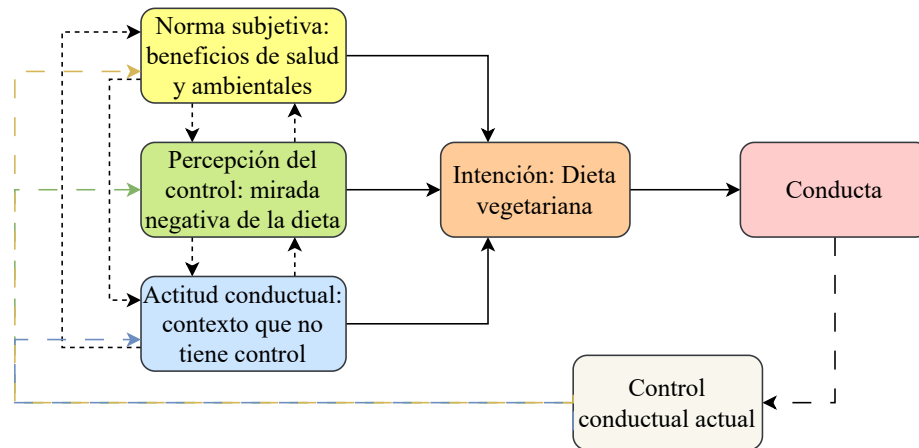 Norma subjetiva:
beneficios de salud
y ambientales
Percepción del
control: mirada
negativa de la dieta
Intención: Dieta
vegetariana
Conducta
Actitud conductual:
contexto que no
tiene control
Control
conductual actual